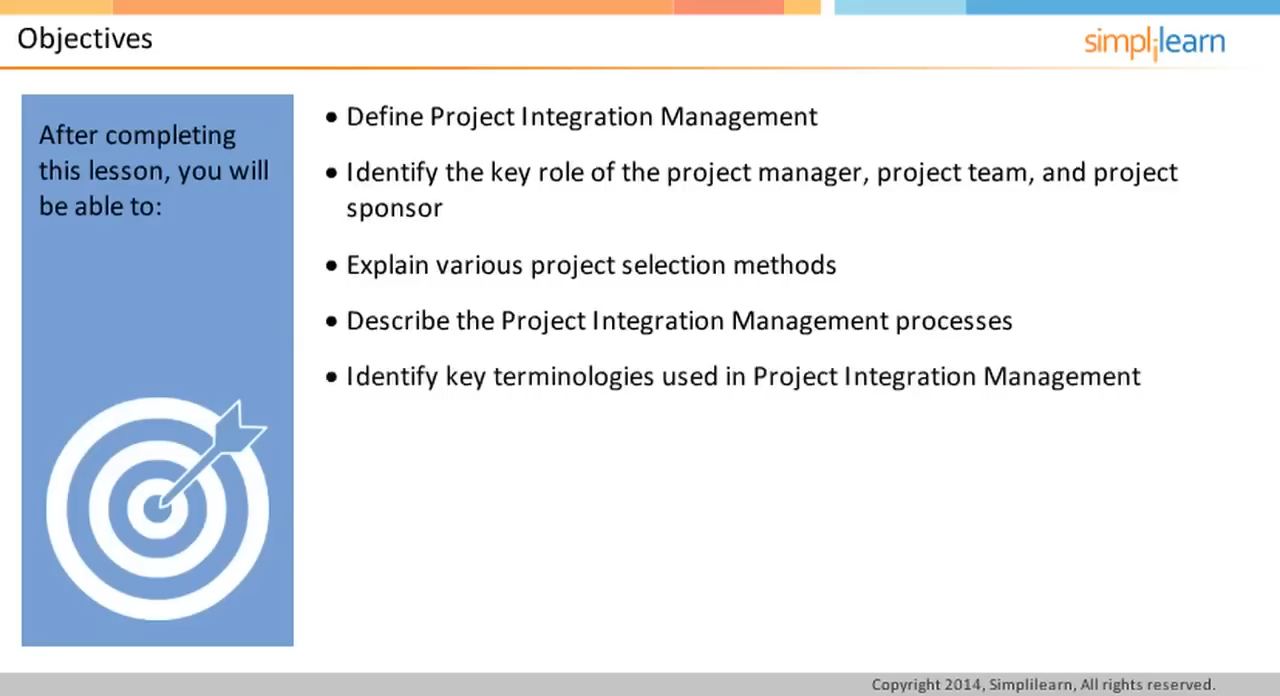 Objectives
simplilearn
After completing
this lesson, you will
be able to:
• Define Project Integration Management
• Identify the key role of the project manager, project team, and project
sponsor
• Explain various project selection methods
• Describe the Project Integration Management processes
• Identify key terminologies used in Project Integration Management
Copyright 2014, Simplilearn, All rights reserved.